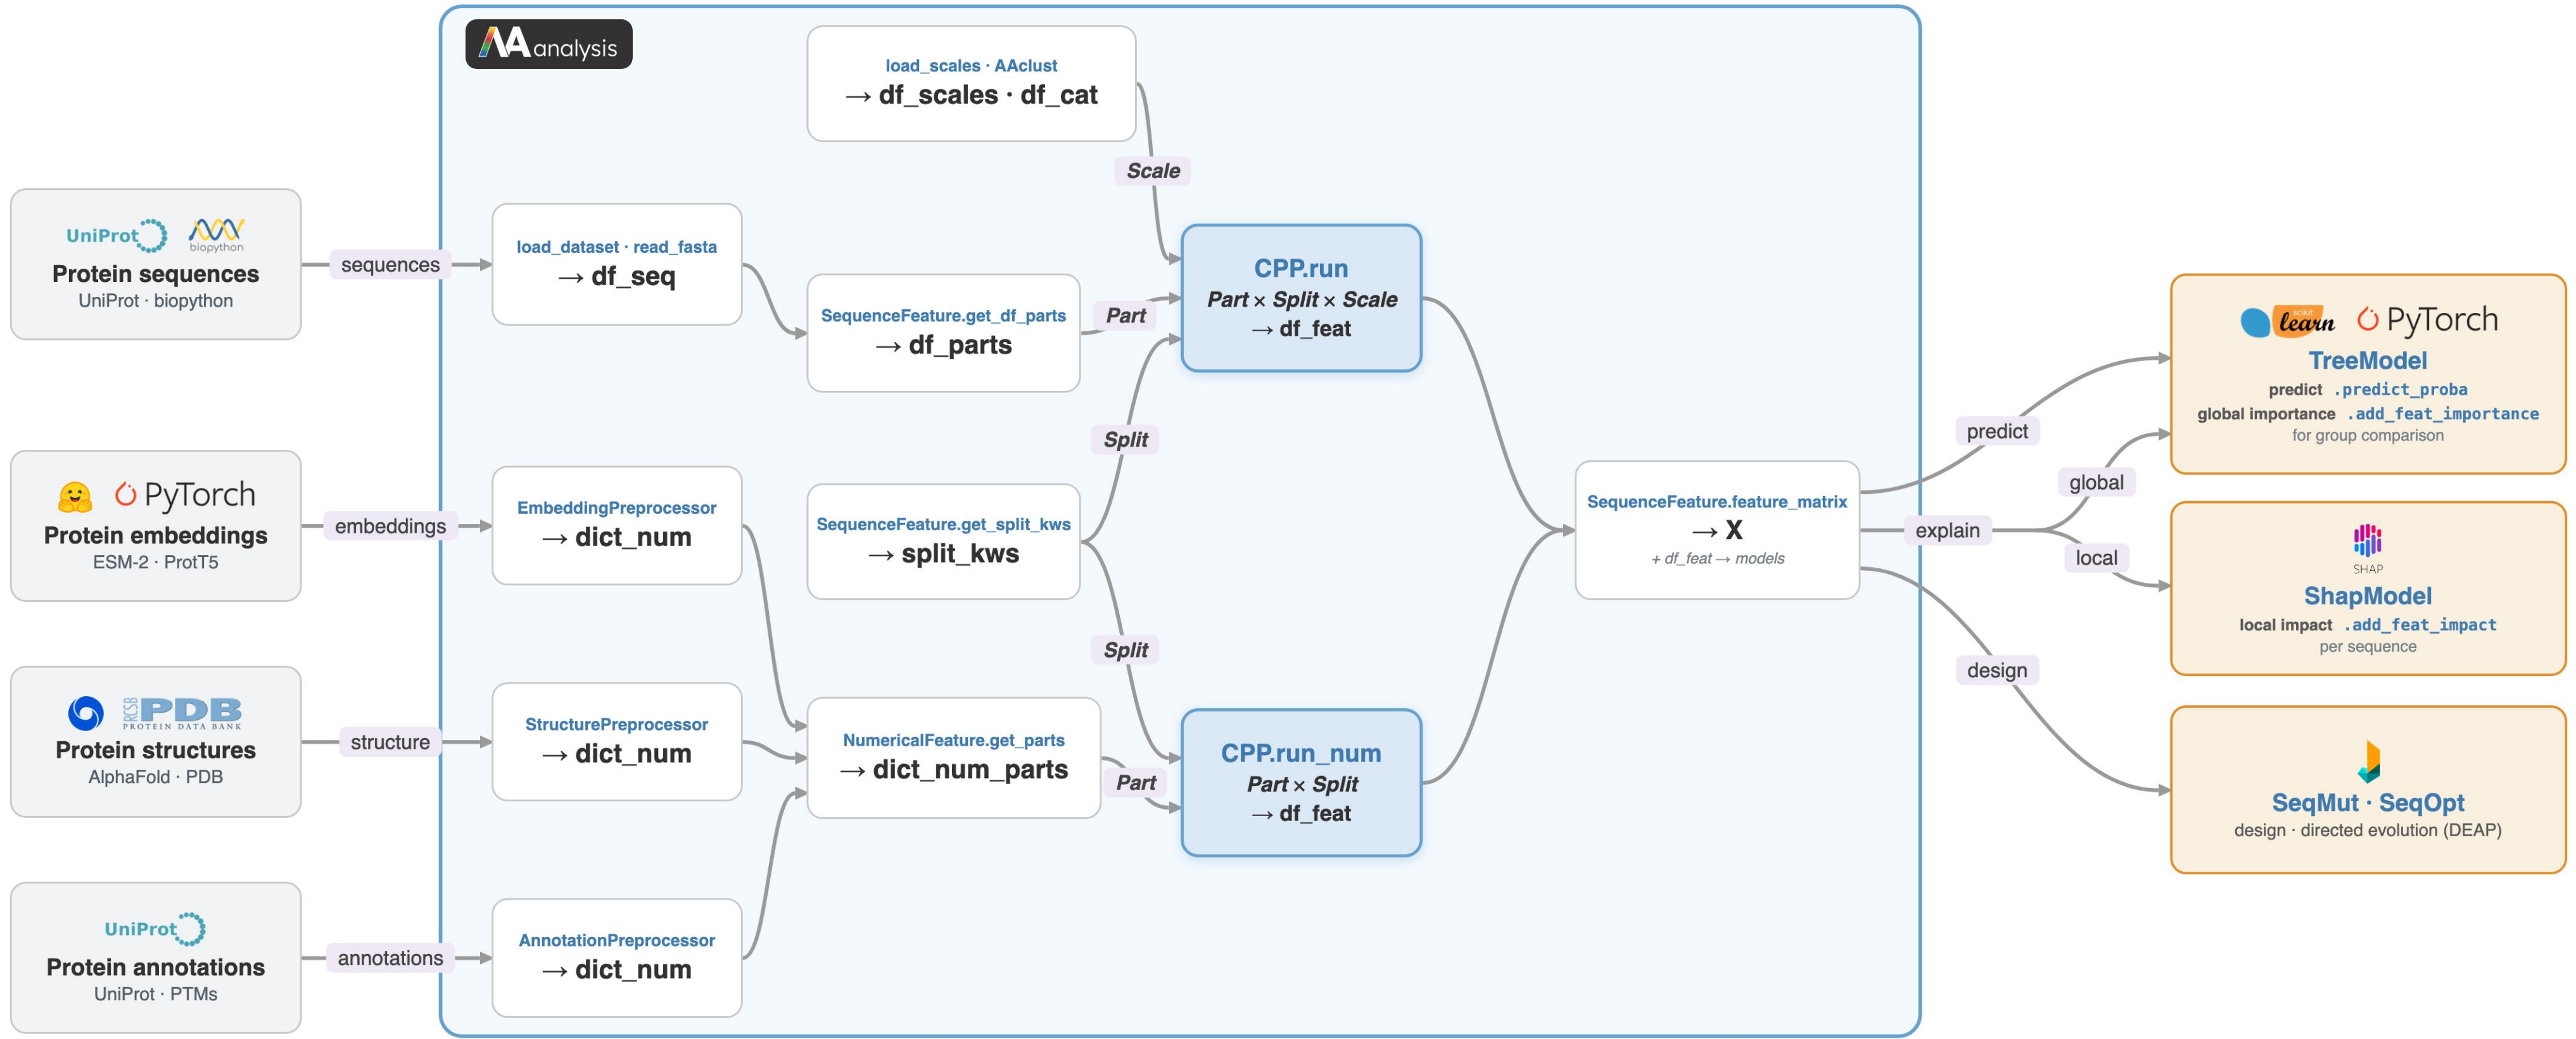 AAanalysis
load_scales · AAclust
→ df_scales · df_cat
Scale
UniProt
biopython
Protein sequences
UniProt · biopython
sequences
load_dataset · read_fasta
→ df_seq
SequenceFeature.get_df_parts
→ df_parts
Part
CPP.run
Part × Split × Scale
→ df_feat
Split
PyTorch
Protein embeddings
ESM-2 · ProtT5
embeddings
EmbeddingPreprocessor
→ dict_num
SequenceFeature.get_split_kws
→ split_kws
Split
RCSB
PDB
PROTEIN DATA BANK
Protein structures
AlphaFold · PDB
structure
StructurePreprocessor
→ dict_num
NumericalFeature.get_parts
→ dict_num_parts
Part
CPP.run_num
Part × Split
→ df_feat
UniProt
Protein annotations
UniProt · PTMs
annotations
AnnotationPreprocessor
→ dict_num
SequenceFeature.feature_matrix
→ X
+ df_feat → models
predict
explain
global
local
design
scikit
learn
PyTorch
TreeModel
predict .predict_proba
global importance .add_feat_importance
for group comparison
SHAP
ShapModel
local impact .add_feat_impact
per sequence
SeqMut · SeqOpt
design · directed evolution (DEAP)